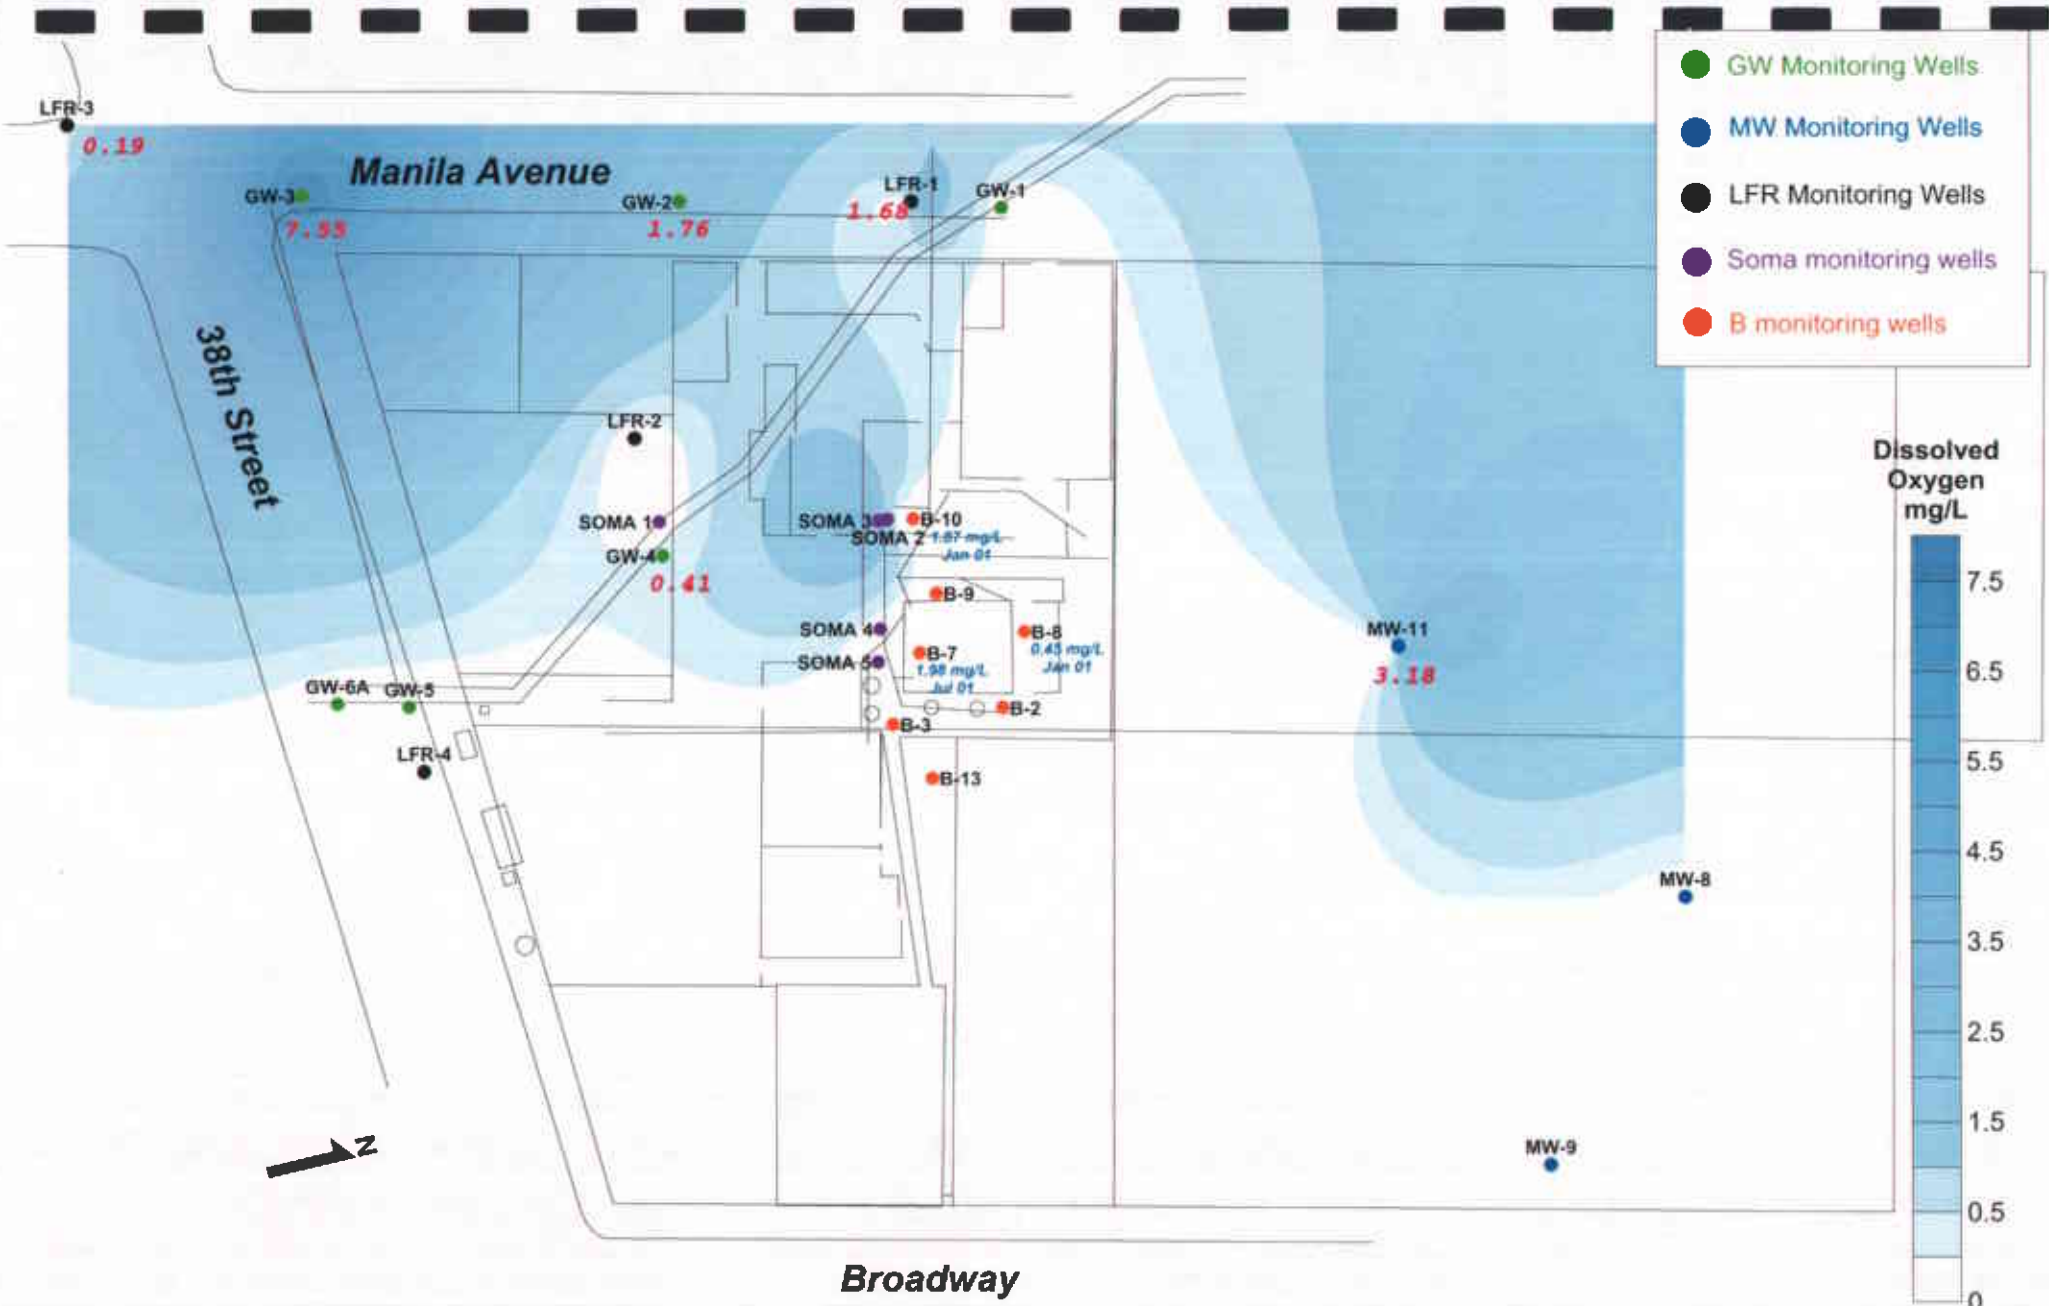 GW Monitoring Wells
MW Monitoring Wells
LFR Monitoring Wells
Soma monitoring wells
B monitoring wells
LFR-3
0.19
Manila Avenue
GW-3
7.55
GW-2
1.76
LFR-1
1.68
GW-1
38th Street
LFR-2
SOMA 1
GW-4
0.41
SOMA 3
SOMA 2
B-10
1.87 mg/L
Jan 01
B-9
SOMA 4
B-8
0.45 mg/L
Jan 01
SOMA 5
B-7
1.98 mg/L
Jul 01
MW-11
3.18
GW-6A
GW-5
B-2
B-3
LFR-4
B-13
MW-8
MW-9
N
Broadway
Dissolved
Oxygen
mg/L
7.5
6.5
5.5
4.5
3.5
2.5
1.5
0.5
0